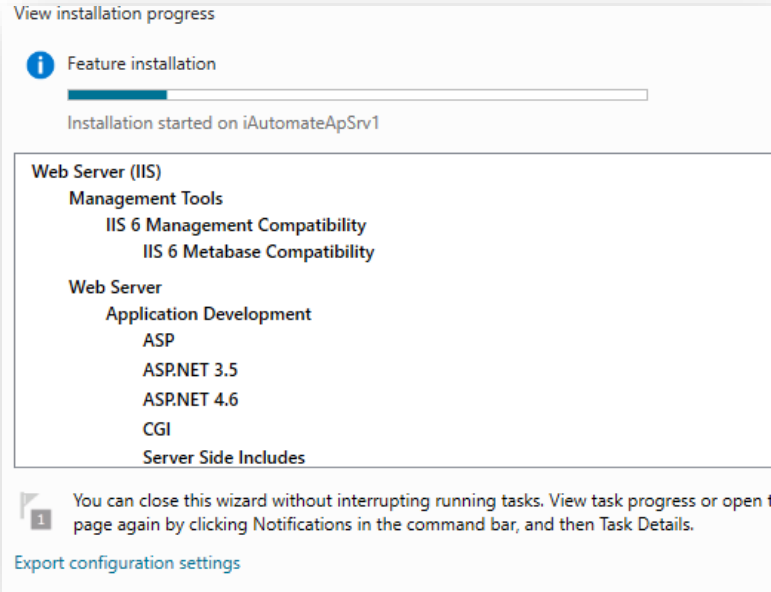 View installation progress
Feature installation
Installation started on iAutomateApSrv1
Web Server (IIS)
Management Tools
IIS 6 Management Compatibility
IIS 6 Metabase Compatibility
Web Server
Application Development
ASP
ASP.NET 3.5
ASP.NET 4.6
CGI
Server Side Includes
1
You can close this wizard without interrupting running tasks. View task progress or open
page again by clicking Notifications in the command bar, and then Task Details.
Export configuration settings